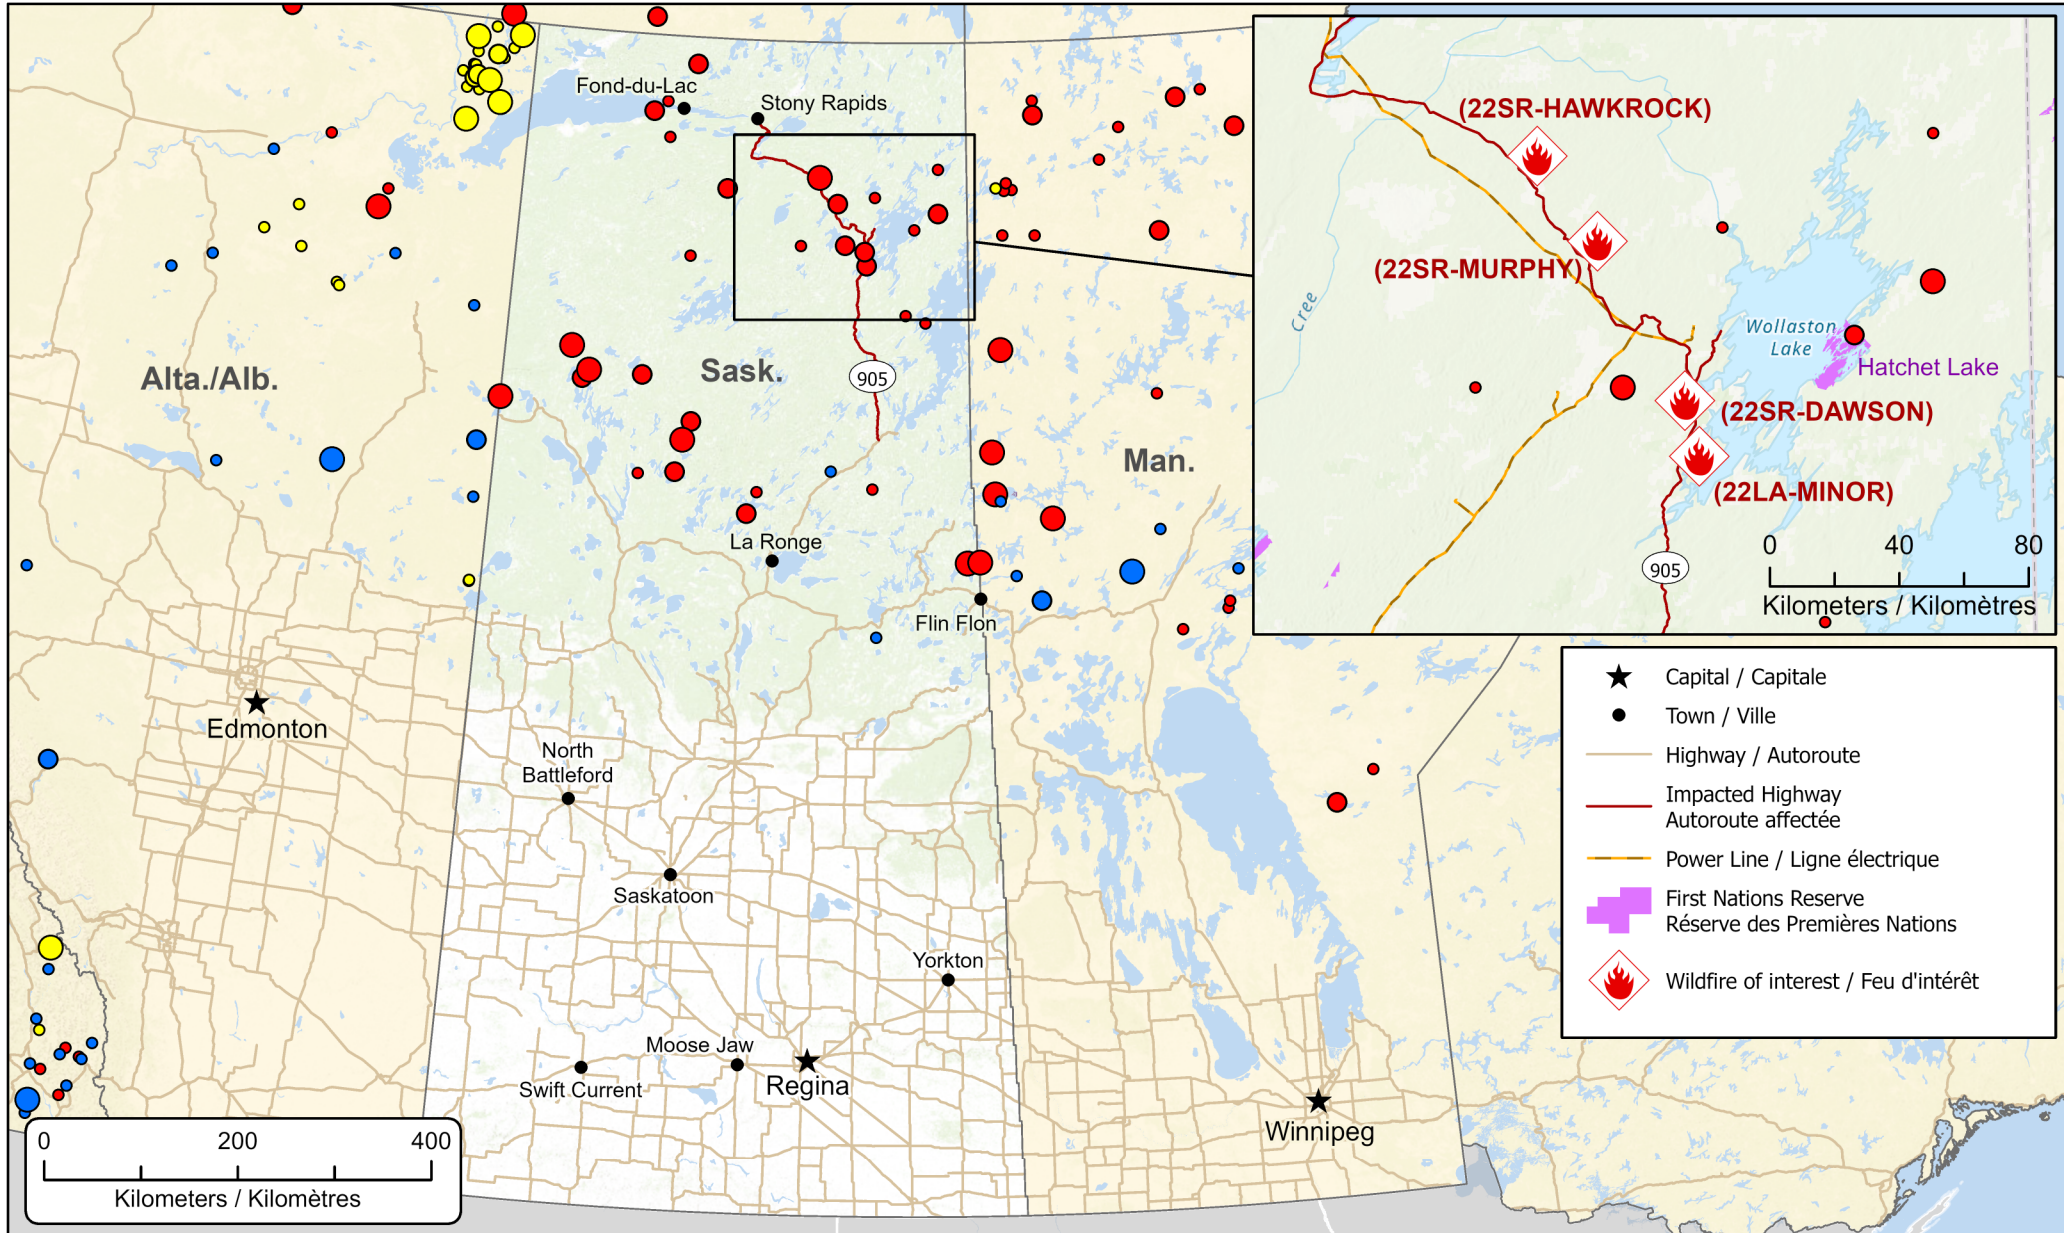 Fond-du-Lac
Stony Rapids
Alta./Alb.
Sask.
905
Man.
La Ronge
Flin Flon
Edmonton
North
Battleford
Saskatoon
Yorkton
Moose Jaw
Swift Current
Regina
Winnipeg
0 200 400
Kilometers / Kilomètres
(22SR-HAWKROCK)
(22SR-MURPHY)
Cree
Wollaston
Lake
Hatchet Lake
(22SR-DAWSON)
(22LA-MINOR)
905
0 40 80
Kilometers / Kilomètres
Capital / Capitale
Town / Ville
Highway / Autoroute
Impacted Highway
Autoroute affectée
Power Line / Ligne électrique
First Nations Reserve
Réserve des Premières Nations
Wildfire of interest / Feu d'intérêt